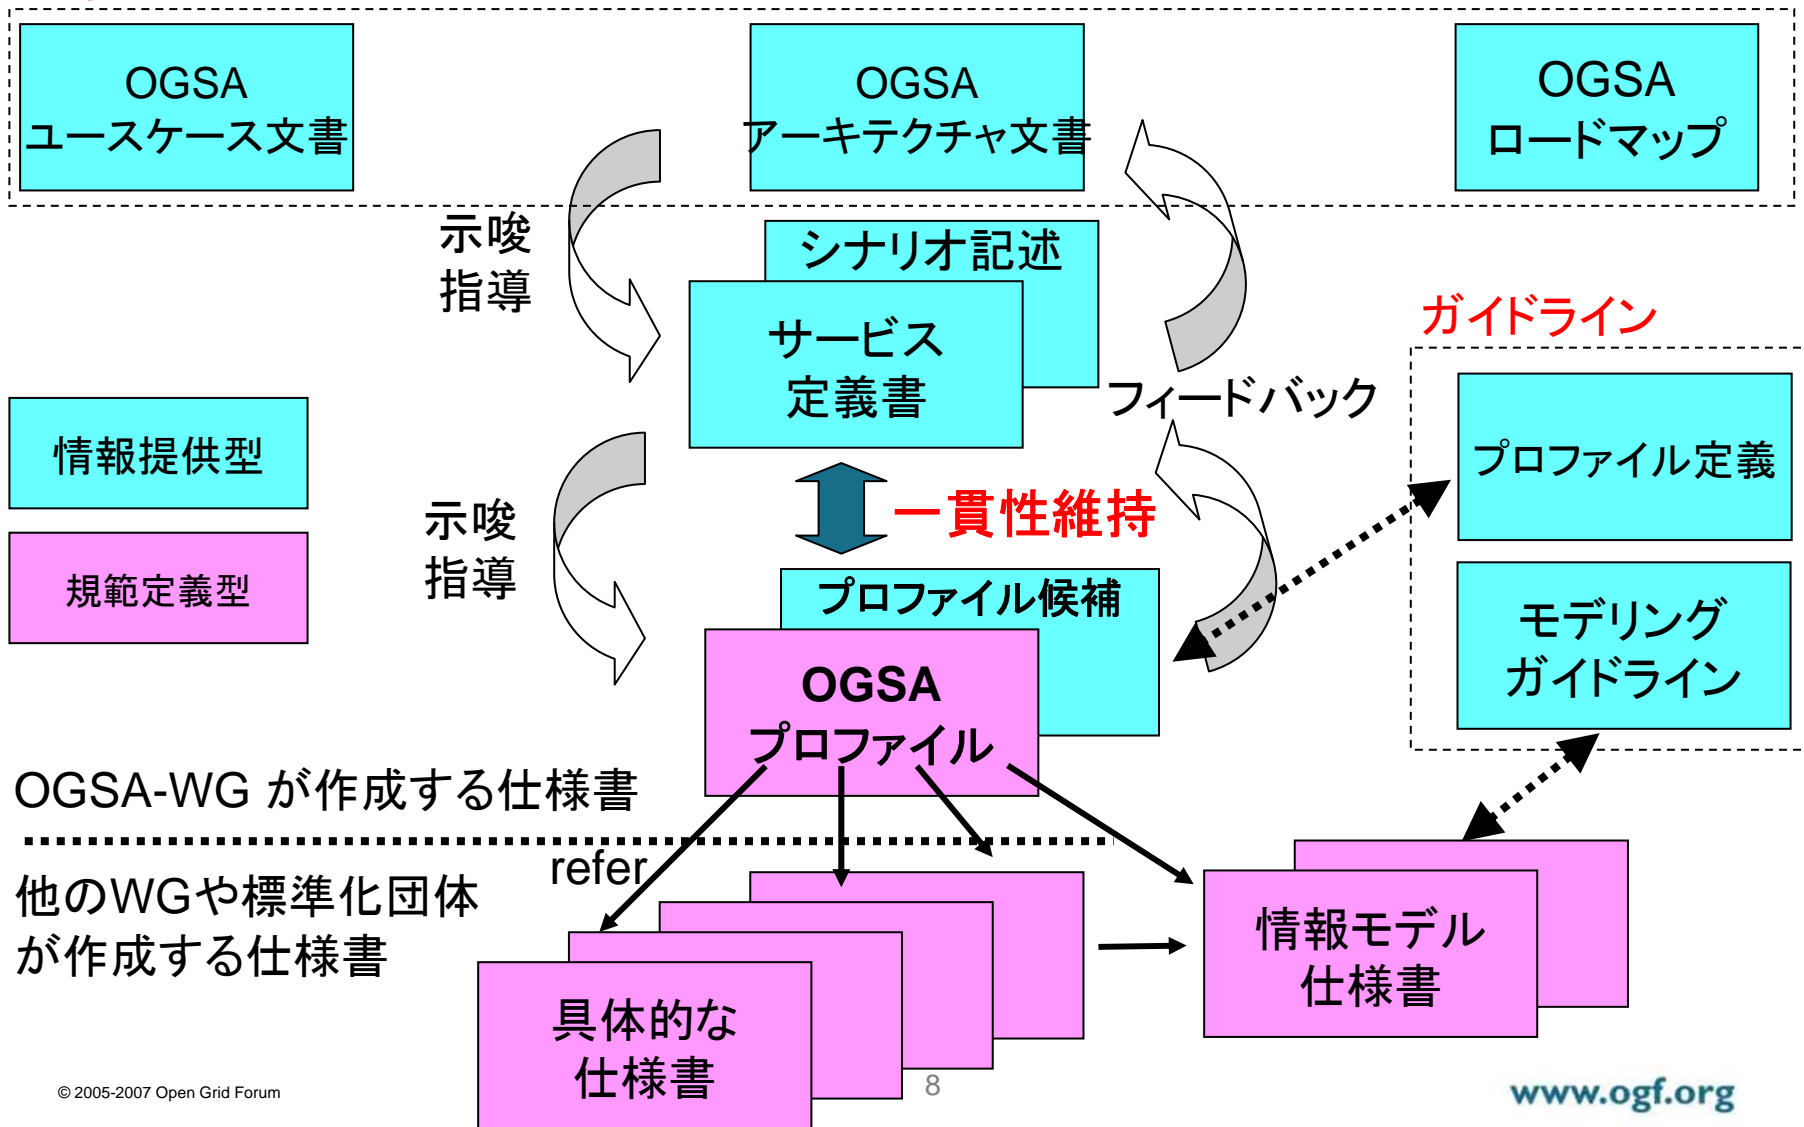 OGSA
ユースケース文書
OGSA
アーキテクチャ文書
OGSA
ロードマップ
示唆
指導
シナリオ記述
サービス
定義書
フィードバック
ガイドライン
プロファイル定義
モデリング
ガイドライン
情報提供型
規範定義型
一貫性維持
示唆
指導
プロファイル候補
OGSA
プロファイル
OGSA-WG が作成する仕様書
refer
他のWGや標準化団体
が作成する仕様書
具体的な
仕様書
情報モデル
仕様書
© 2005-2007 Open Grid Forum
8
www.ogf.org